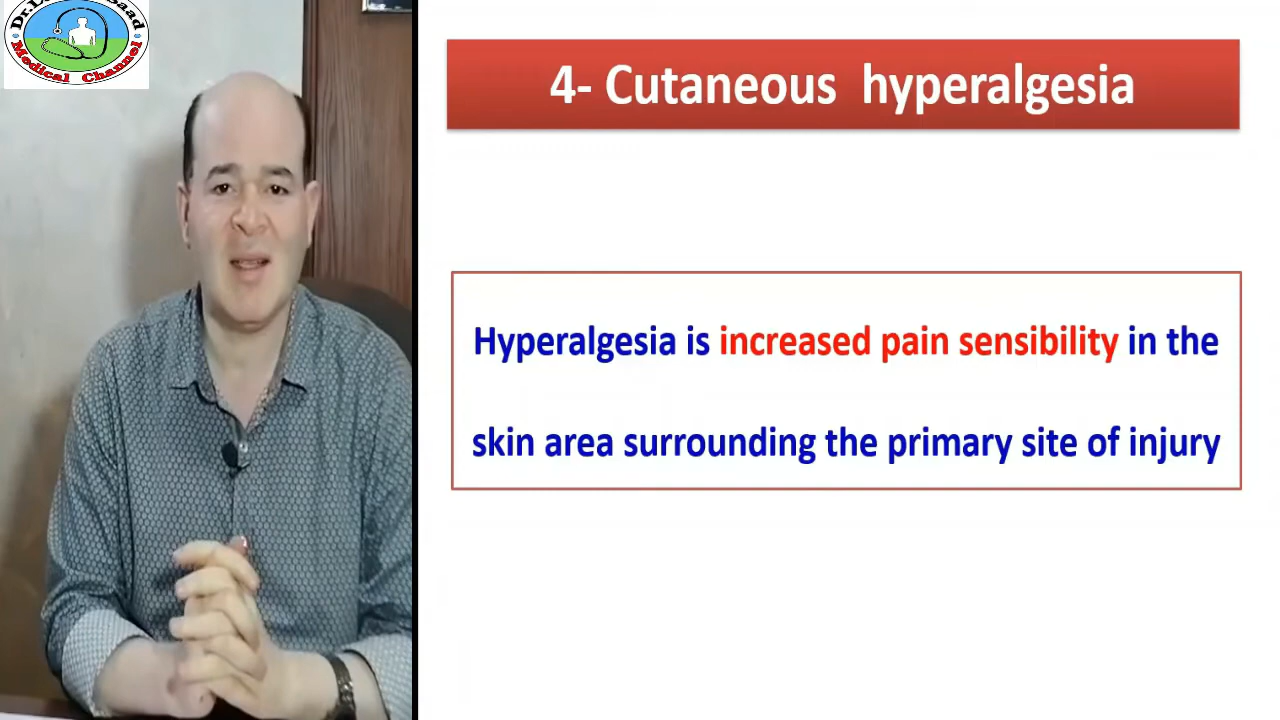 Medical Channel
4- Cutaneous hyperalgesia
Hyperalgesia is increased pain sensibility in the
skin area surrounding the primary site of injury